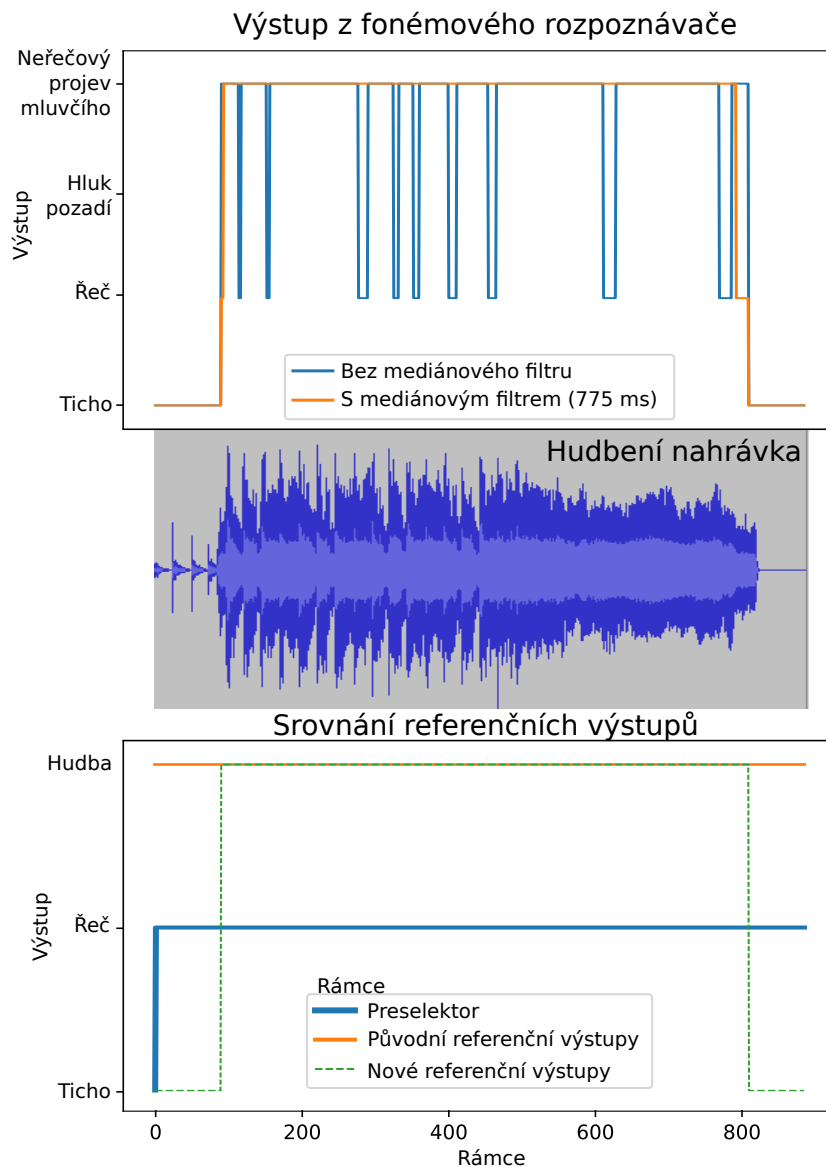 Výstup z fonémového rozpoznávače
Neřečový
projev
mluvčího
Hluk
pozadí
Výstup
Řeč
Ticho
Bez mediánového filtru
S mediánovým filtrem (775 ms)
Hudbení nahrávka
Srovnání referenčních výstupů
Hudba
Řeč
Výstup
Ticho
Rámce
Preselektor
Původní referenční výstupy
Nové referenční výstupy
0 200 400 600 800
Rámce